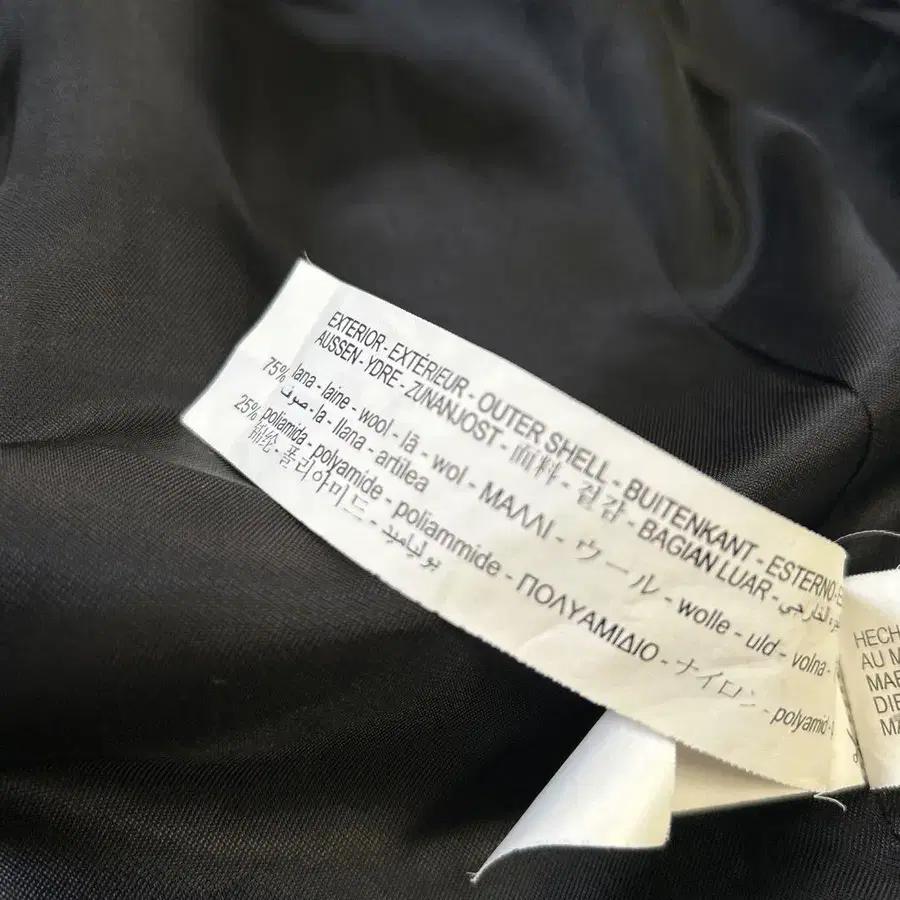 EXTERIOR - EXTÉRIEUR - OUTER SHELL - BUITENKANT - ESTERNO -
AUSSEN - YDRE - ZUNANJOST - 面料 - 겉감 - BAGIAN LUAR -
75% lana - laine - wool - lã - wol - ΜΑΛΛΙ - ウール - wolle - uld - volna -
صوف - la - llana - artilea
25% poliamida - polyamide - poliammide - ΠΟΛΥΑΜΙΔΙΟ - ナイロン - polyamid -
锦纶 - 폴리아미드 - بولياميد
HECH
AU M
MAR
DIE